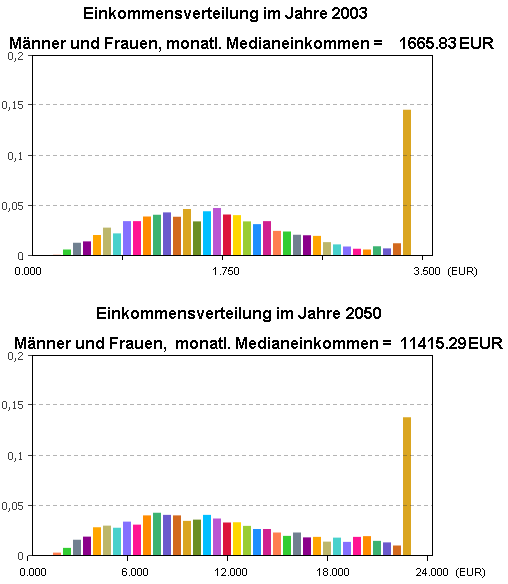 Einkommensverteilung im Jahre 2003
Männer und Frauen, monatl. Medianeinkommen = 1665.83 EUR
0,2
0,15
0,1
0,05
0
0.000 1.750 3.500 (EUR)
Einkommensverteilung im Jahre 2050
Männer und Frauen, monatl. Medianeinkommen = 11415.29 EUR
0,2
0,15
0,1
0,05
0
0.000 6.000 12.000 18.000 24.000 (EUR)